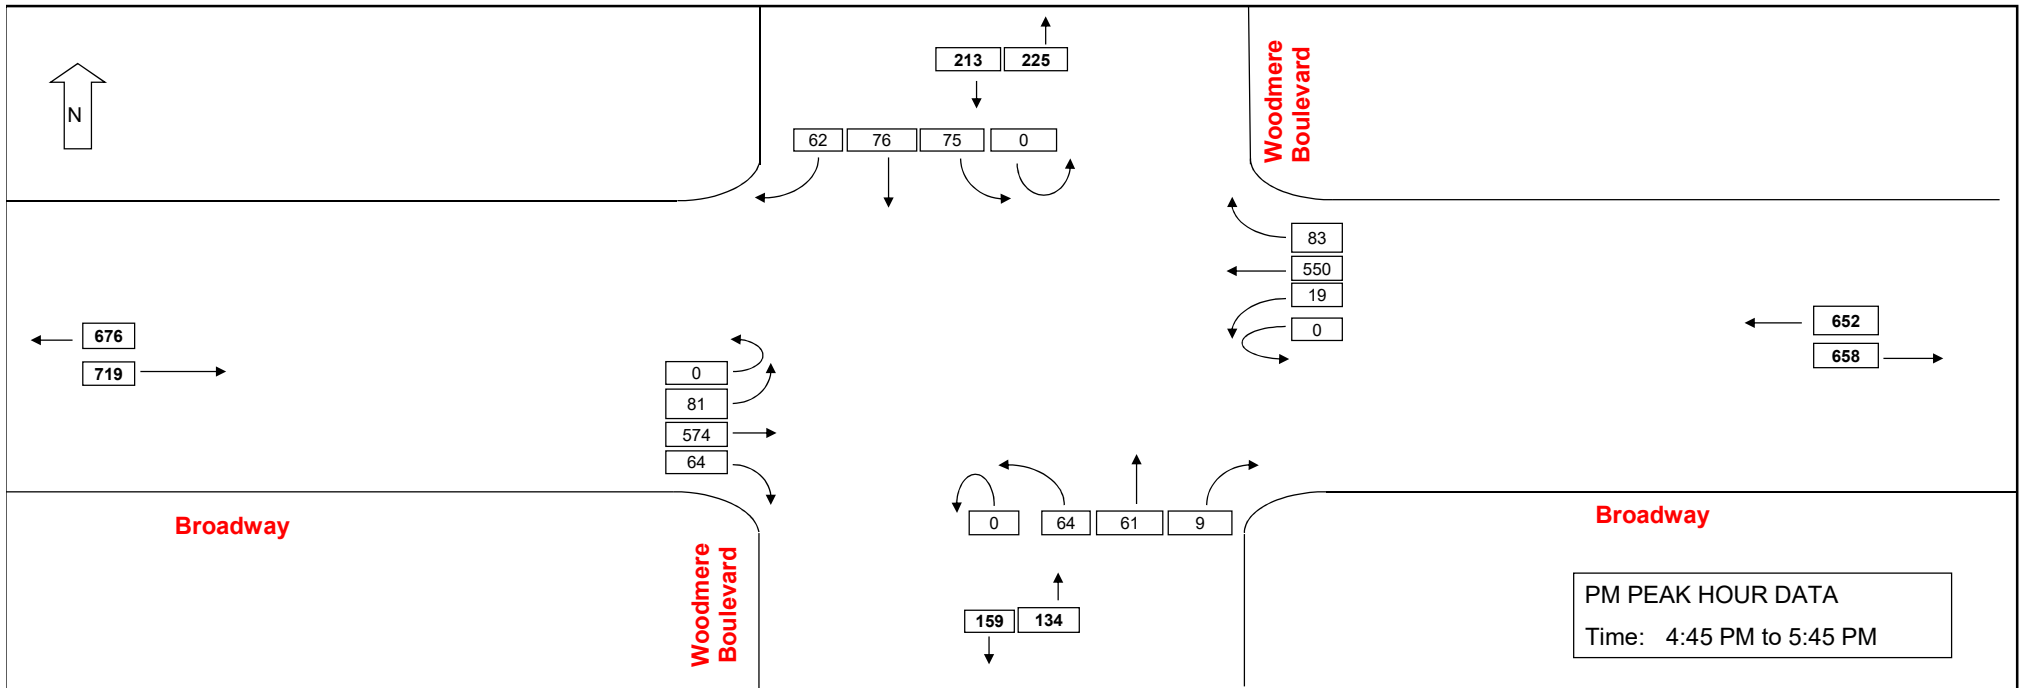 213 225
N
62 76 75 0
Woodmere
Boulevard
83
550
19
0
676
719
652
658
0
81
574
64
0 64 61 9
Broadway
Broadway
Woodmere
Boulevard
159 134
PM PEAK HOUR DATA
Time: 4:45 PM to 5:45 PM